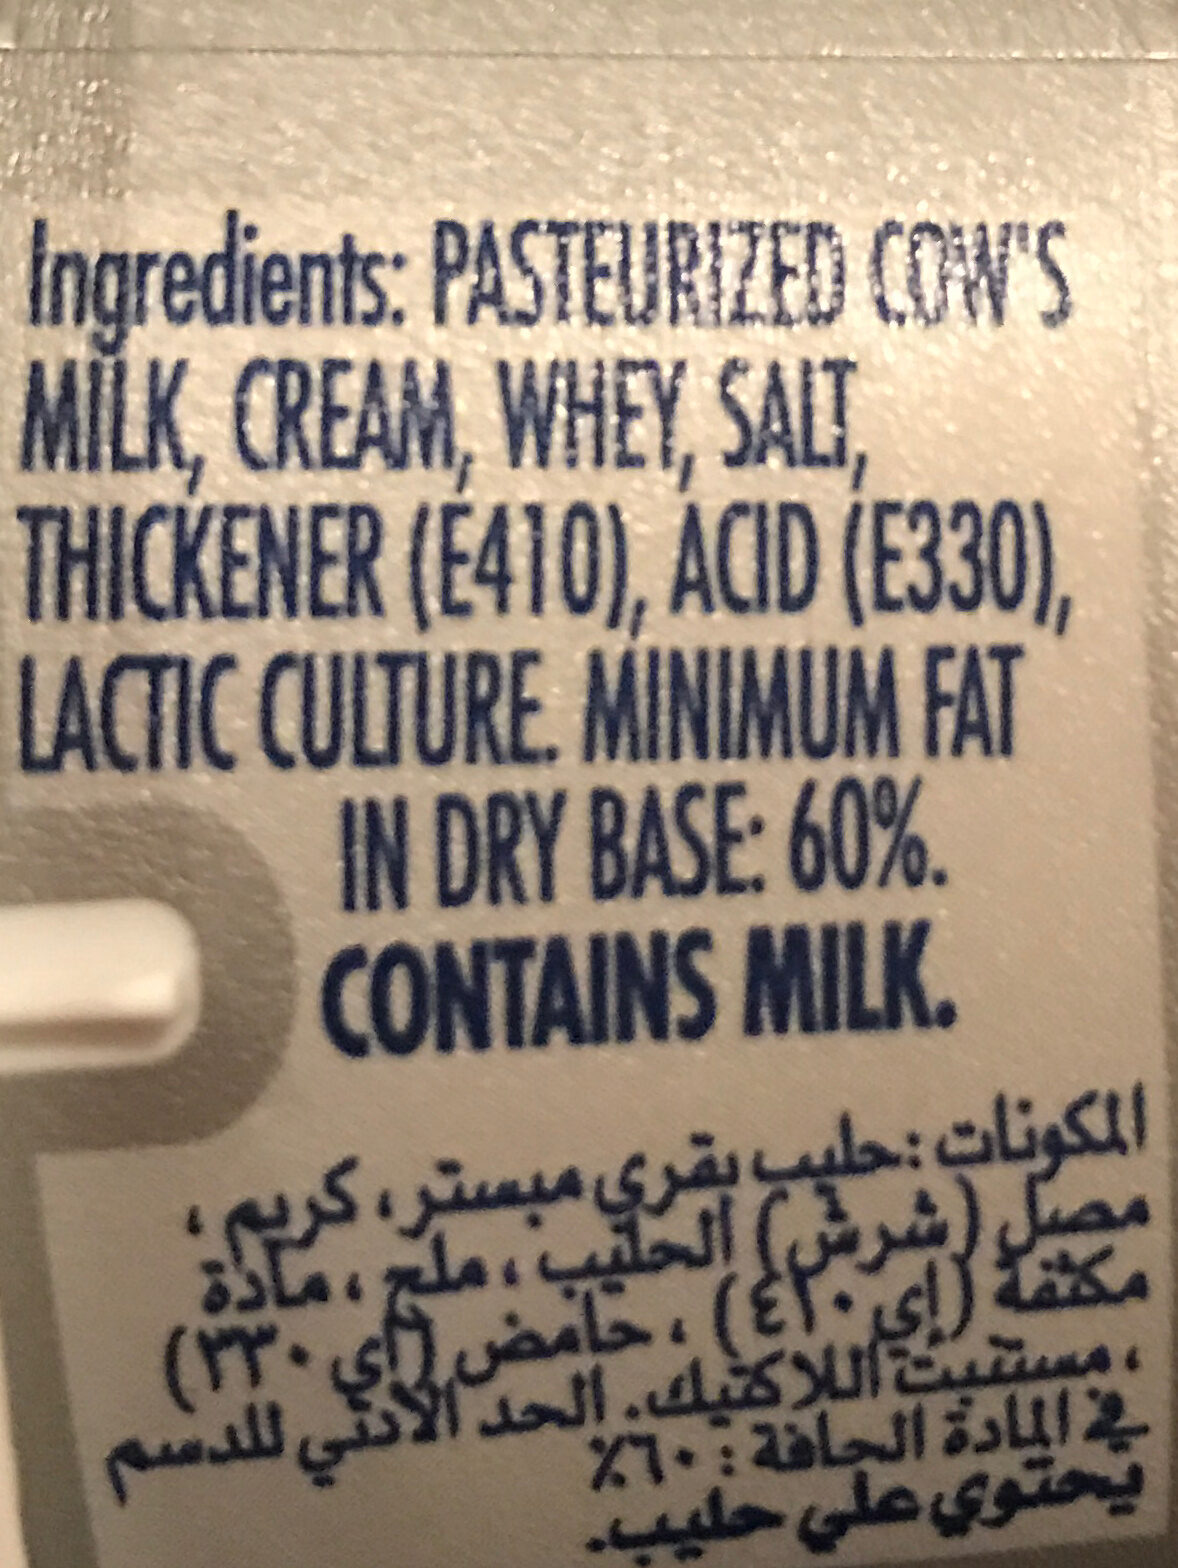 Ingredients: PASTEURIZED COW'S
MILK, CREAM, WHEY, SALT,
THICKENER (E410), ACID (E330),
LACTIC CULTURE. MINIMUM FAT
IN DRY BASE: 60%.
CONTAINS MILK.
المكونات: حليب بقري مبستر، كريم،
مصل (شرش) الحليب، ملح، مادة
مكثفة (إي ٤١٠)، حامض (إي ٣٣٠)
، مستنبت اللاكتيك. الحد الأدنى للدسم
في المادة الجافة: ٦٠٪
يحتوي على حليب.